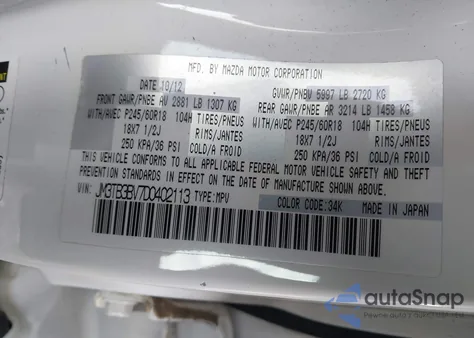 MFD. BY MAZDA MOTOR CORPORATION
DATE 10/12 GVWR/PNBV 5997 LB 2720 KG
FRONT GAWR/PNBE AV 2881 LB 1307 KG REAR GAWR/PNBE AR 3214 LB 1458 KG
WITH/AVEC P245/60R18 104H TIRES/PNEUS WITH/AVEC P245/60R18 104H TIRES/PNEUS
18X7 1/2J RIMS/JANTES 18X7 1/2J RIMS/JANTES
250 KPA/36 PSI COLD/A FROID 250 KPA/36 PSI COLD/A FROID
THIS VEHICLE CONFORMS TO ALL APPLICABLE FEDERAL MOTOR VEHICLE SAFETY AND THEFT
PREVENTION STANDARDS IN EFFECT ON THE DATE OF MANUFACTURE SHOWN ABOVE.
VIN: JM3TB3BV7D0402113 TYPE: MPV
COLOR CODE: 34K MADE IN JAPAN
autoSnap